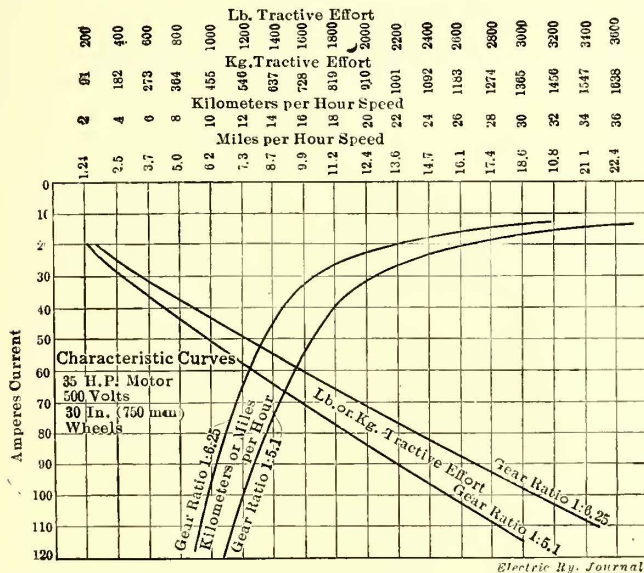 Lb. Tractive Effort
200 400 600 800 1000 1200 1400 1600 1800 2000 2200 2400 2600 2800 3000 3200 3400 3600
Kg. Tractive Effort
91 182 273 364 455 546 637 728 819 910 1001 1092 1183 1274 1365 1456 1547 1638
Kilometers per Hour Speed
2 4 6 8 10 12 14 16 18 20 22 24 26 28 30 32 34 36
Miles per Hour Speed
1.24 2.5 3.7 5.0 6.2 7.3 8.7 9.9 11.2 12.4 13.6 14.7 16.1 17.4 18.6 10.8 21.1 22.4
0
10
20
30
40
50
60
70
80
90
100
110
120
Amperes Current
Characteristic Curves
35 H.P. Motor
500 Volts
30 In. (750 mm)
Wheels
Gear Ratio 1:6.25
Kilometers or Miles
per Hour
Gear Ratio 1:5.1
Lb. or Kg. Tractive Effort
Gear Ratio 1:6.25
Gear Ratio 1:5.1
Electric Ry. Journal